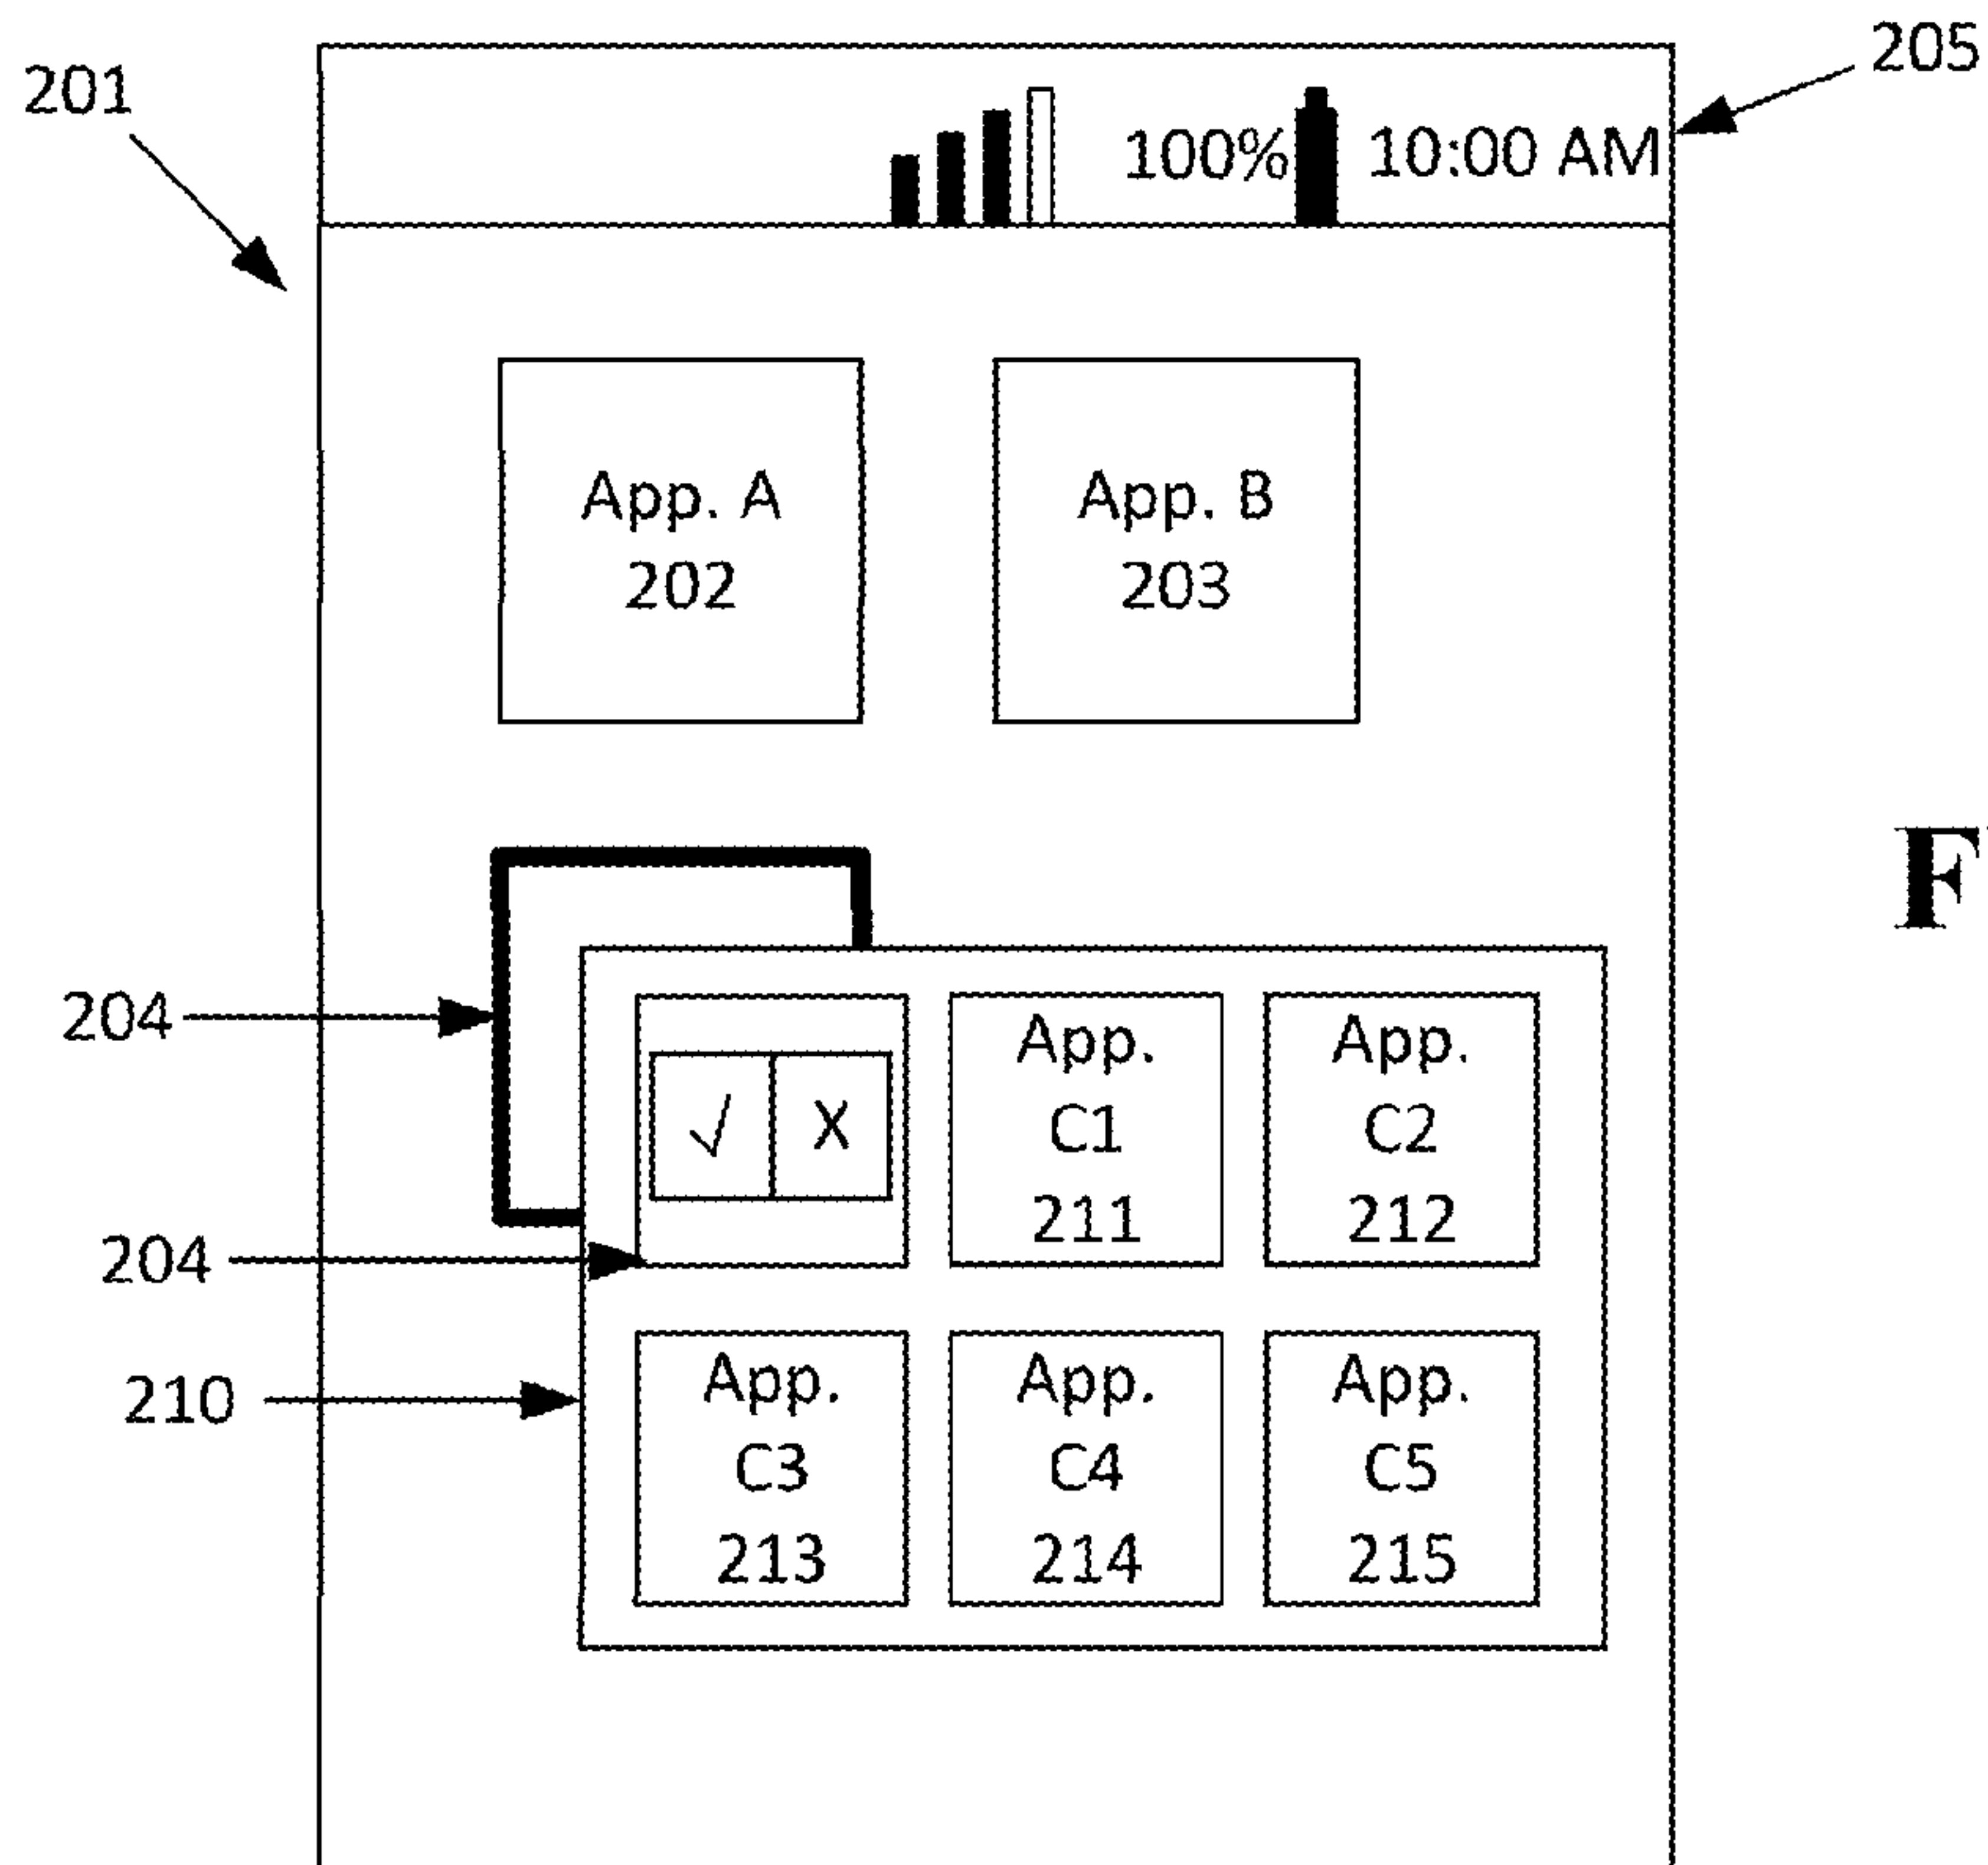 205
201
100% 10:00 AM
App. A
202
App. B
203
F
204
√ X
App.
C1
211
App.
C2
212
204
210
App.
C3
213
App.
C4
214
App.
C5
215